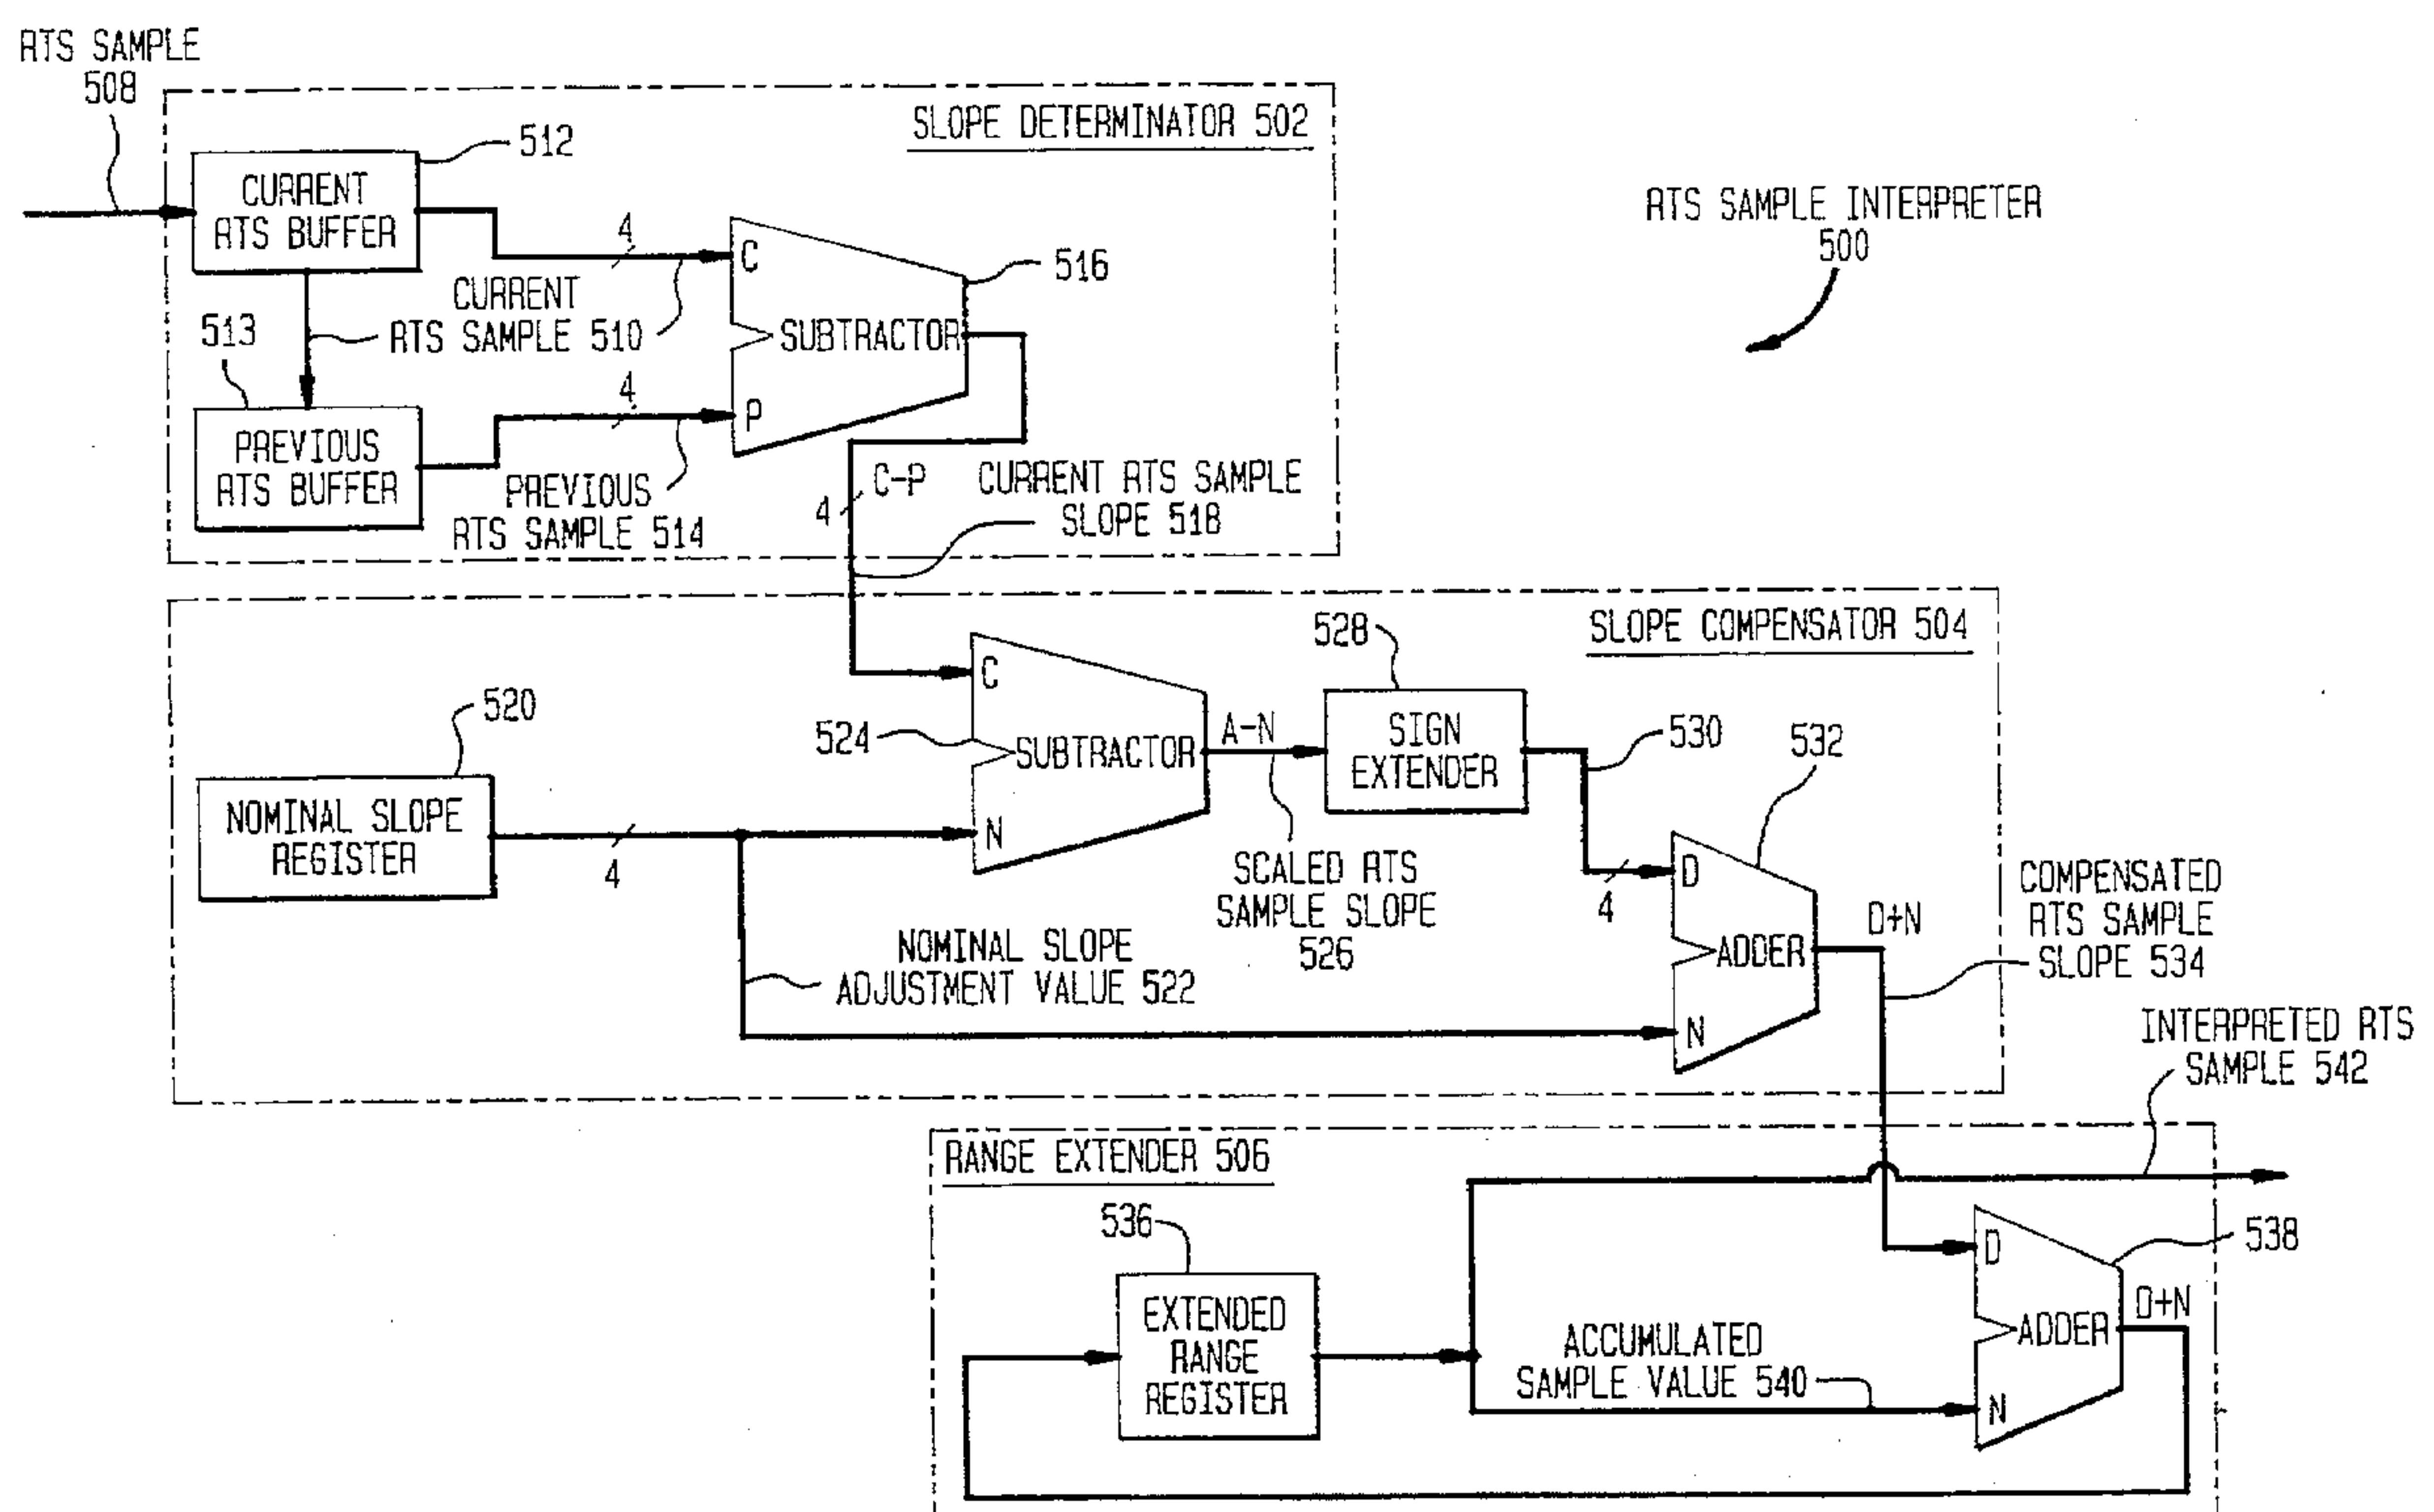 RTS SAMPLE
508
SLOPE DETERMINATOR 502
512
CURRENT
RTS BUFFER
4
C
516
CURRENT
RTS SAMPLE 510
SUBTRACTOR
513
4
P
PREVIOUS
RTS BUFFER
PREVIOUS
RTS SAMPLE 514
C-P
4
CURRENT RTS SAMPLE
SLOPE 518
RTS SAMPLE INTERPRETER
500
SLOPE COMPENSATOR 504
528
C
520
524
SUBTRACTOR
A-N
SIGN
EXTENDER
530
532
NOMINAL SLOPE
REGISTER
4
N
SCALED RTS
SAMPLE SLOPE
526
4
D
ADDER
D+N
COMPENSATED
RTS SAMPLE
SLOPE 534
NOMINAL SLOPE
ADJUSTMENT VALUE 522
N
INTERPRETED RTS
SAMPLE 542
RANGE EXTENDER 506
536
D
538
EXTENDED
RANGE
REGISTER
ACCUMULATED
SAMPLE VALUE 540
ADDER
D+N
N